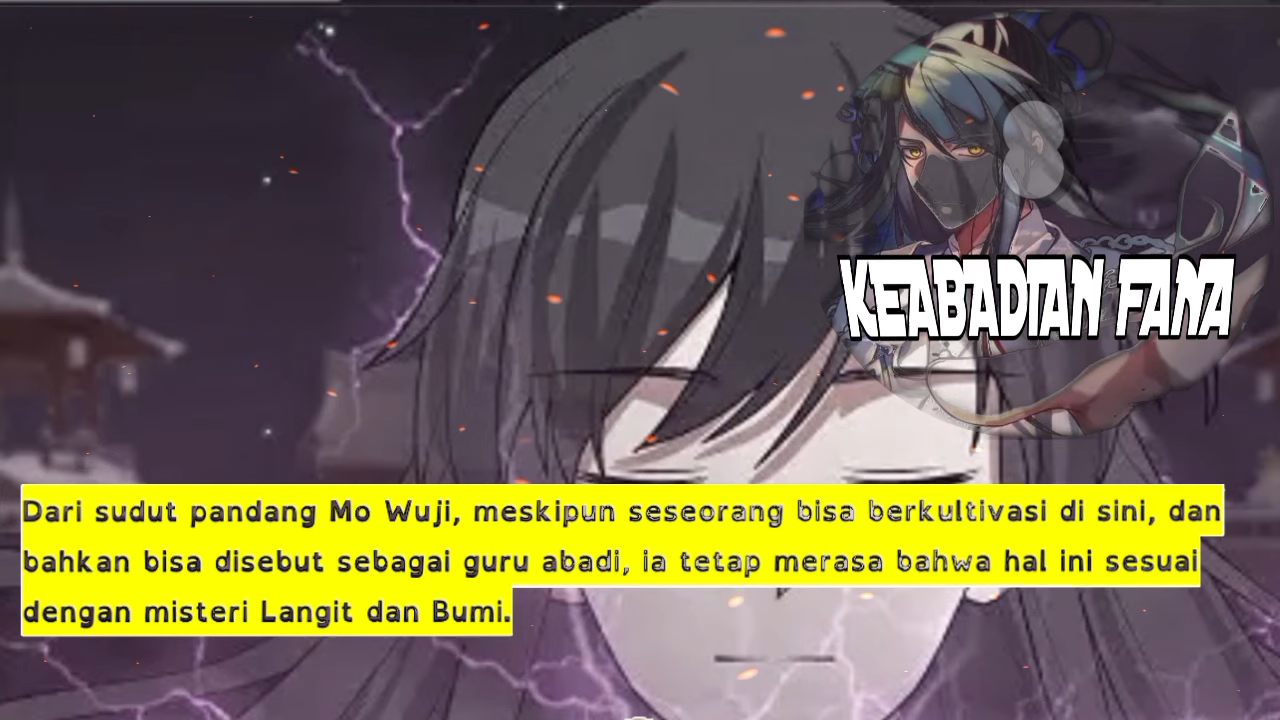 KEABADIAN FANA
Dari sudut pandang Mo Wuji, meskipun seseorang bisa berkultivasi di sini, dan
bahkan bisa disebut sebagai guru abadi, ia tetap merasa bahwa hal ini sesuai
dengan misteri Langit dan Bumi.